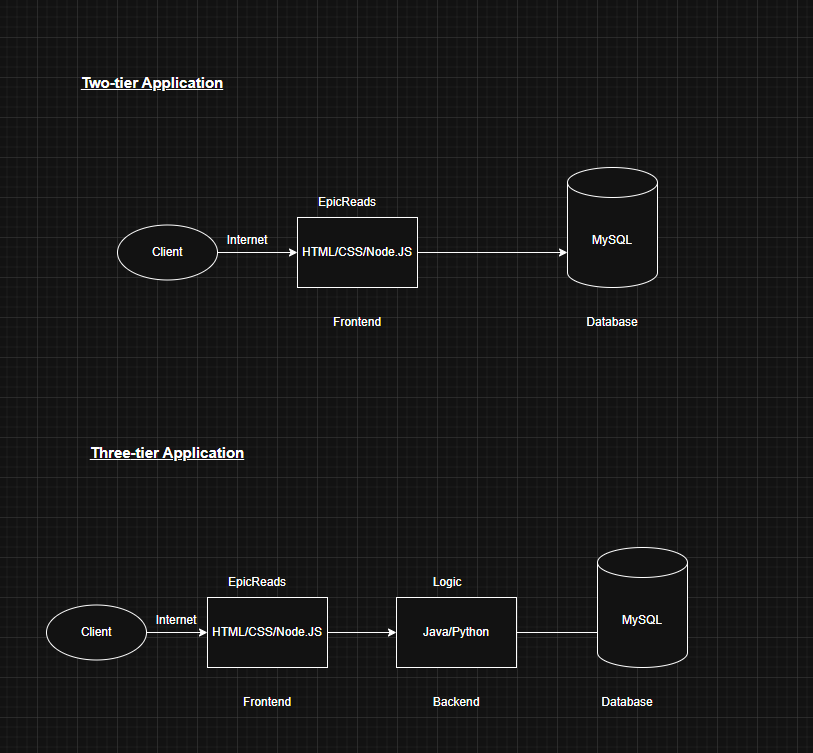 Two-tier Application
EpicReads
Client
Internet
HTML/CSS/Node.JS
MySQL
Frontend
Database
Three-tier Application
EpicReads
Logic
Client
Internet
HTML/CSS/Node.JS
Java/Python
MySQL
Frontend
Backend
Database